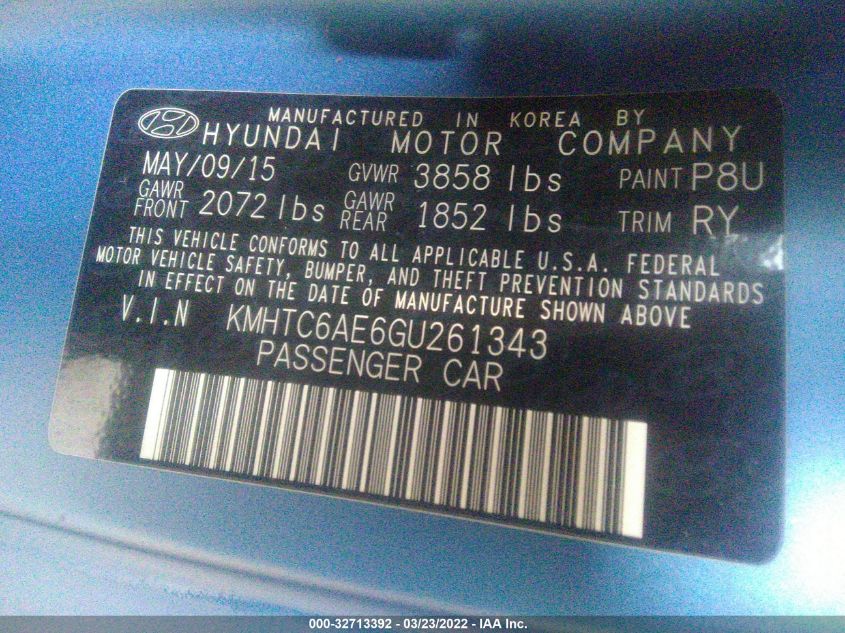 MANUFACTURED IN KOREA BY
HYUNDAI MOTOR COMPANY
MAY/09/15 GVWR 3858 lbs PAINT P8U
GAWR FRONT 2072 lbs GAWR REAR 1852 lbs TRIM RY
THIS VEHICLE CONFORMS TO ALL APPLICABLE U.S.A. FEDERAL
MOTOR VEHICLE SAFETY, BUMPER, AND THEFT PREVENTION STANDARDS
IN EFFECT ON THE DATE OF MANUFACTURE SHOWN ABOVE
V.I.N KMHTC6AE6GU261343
PASSENGER CAR
000-32713392 - 03/23/2022 - IAA Inc.